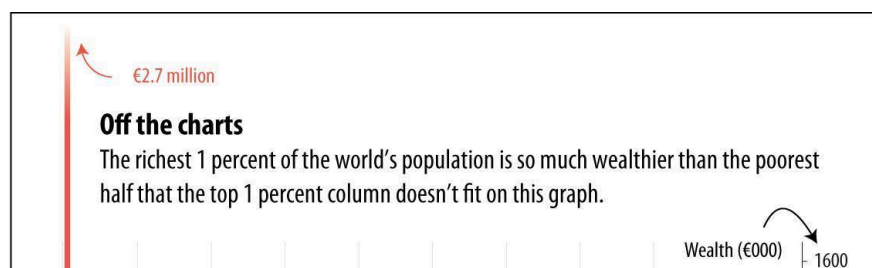 €2.7 million
Off the charts
The richest 1 percent of the world’s population is so much wealthier than the poorest
half that the top 1 percent column doesn’t fit on this graph.
Wealth (€000)
1600